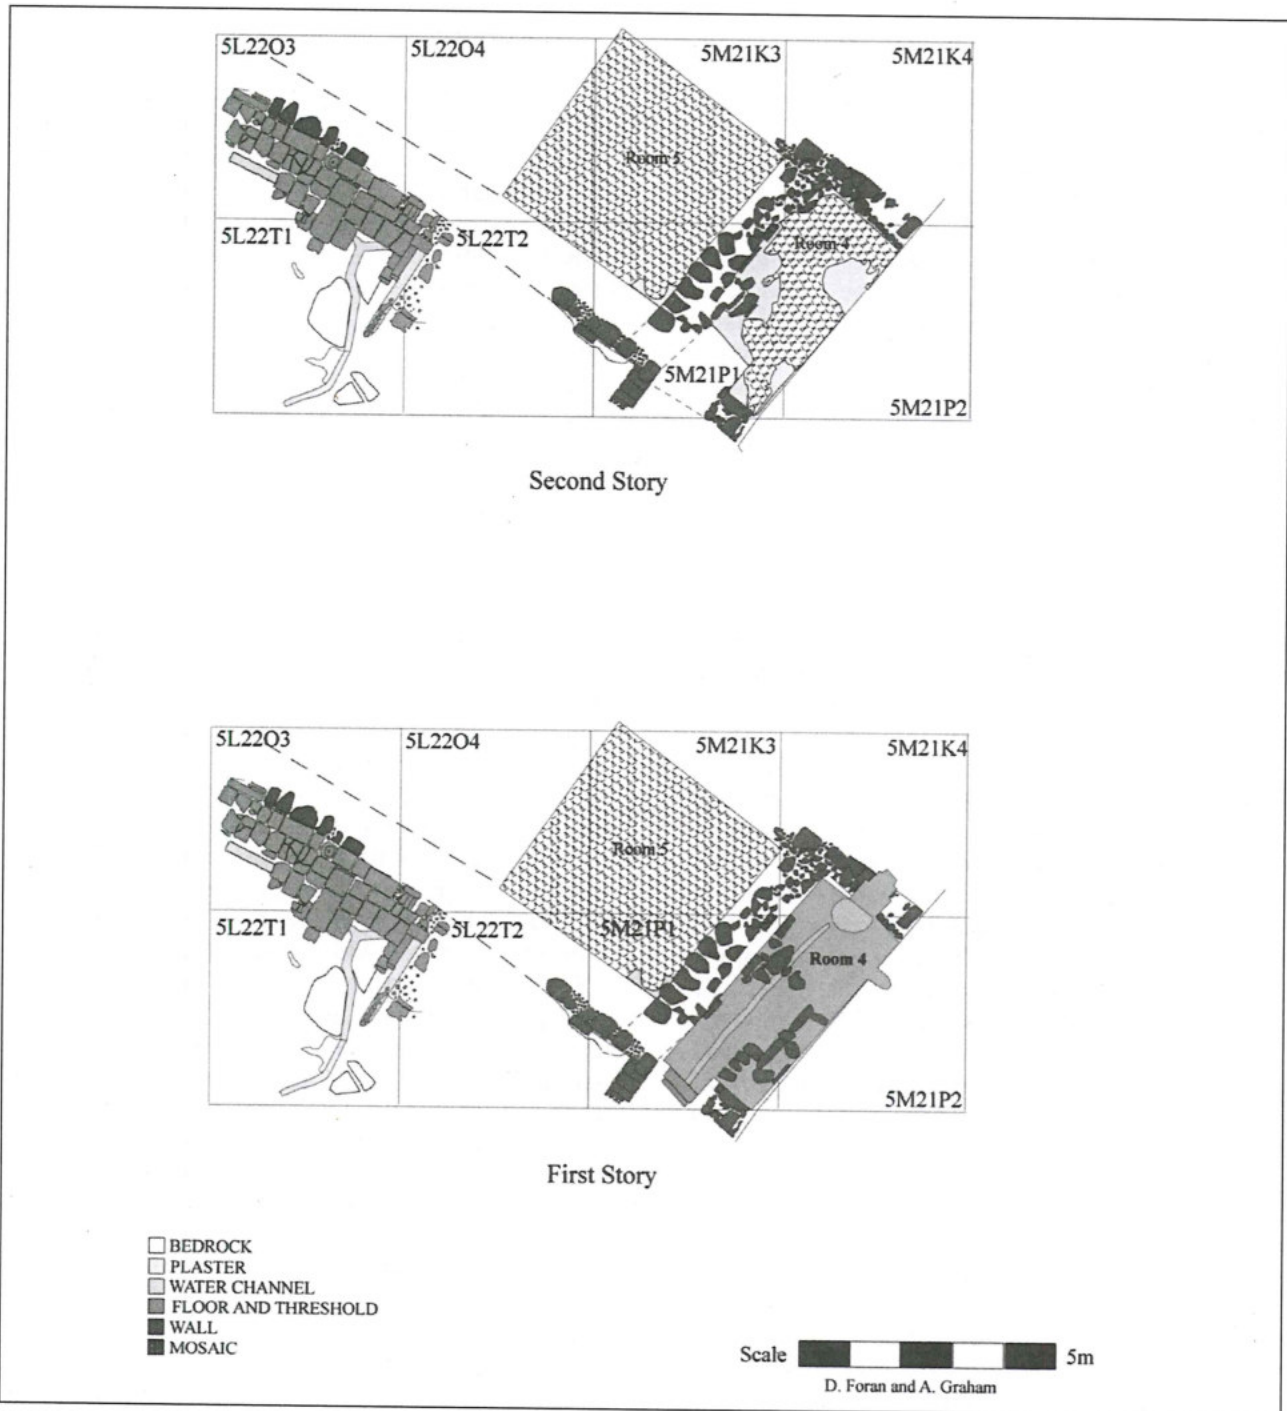 5L22O3 5L22O4 5M21K3 5M21K4
Room 5
5L22T1 5L22T2 Room 4
5M21P1
5M21P2
Second Story
5L22O3 5L22O4 5M21K3 5M21K4
Room 5
5L22T1 5L22T2 5M21P1
Room 4
5M21P2
First Story
BEDROCK
PLASTER
WATER CHANNEL
FLOOR AND THRESHOLD
WALL
MOSAIC
Scale 5m
D. Foran and A. Graham